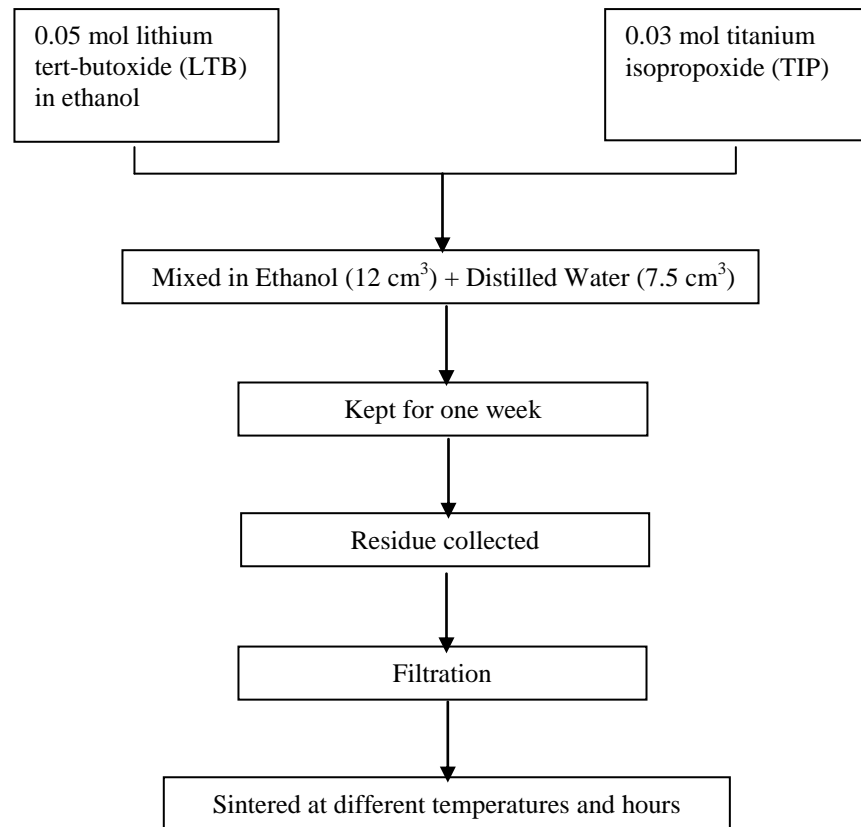 0.05 mol lithium
tert-butoxide (LTB)
in ethanol
0.03 mol titanium
isopropoxide (TIP)
Mixed in Ethanol (12 cm³) + Distilled Water (7.5 cm³)
Kept for one week
Residue collected
Filtration
Sintered at different temperatures and hours